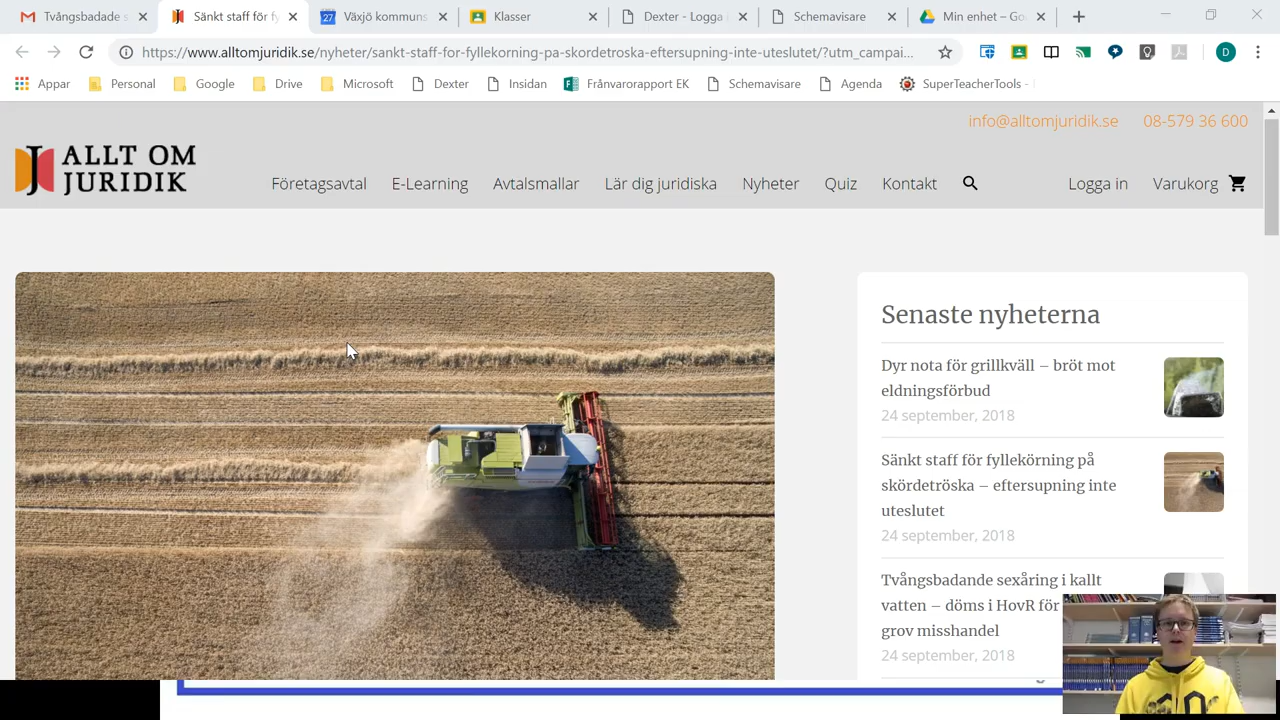 Tvångsbadade s
Sänkt staff för f
27
Växjö kommuns
Klasser
Dexter - Logga
Schemavisare
Min enhet – Go
https://www.alltomjuridik.se/nyheter/sankt-staff-for-fyllekorning-pa-skordetroska-eftersupning-inte-uteslutet/?utm_campai...
D
Appar
Personal
Google
Drive
Microsoft
Dexter
Insidan
Frånvarorapport EK
Schemavisare
Agenda
SuperTeacherTools -
info@alltomjuridik.se
08-579 36 600
ALLT OM
JURIDIK
Företagsavtal
E-Learning
Avtalsmallar
Lär dig juridiska
Nyheter
Quiz
Kontakt
Logga in
Varukorg
Senaste nyheterna
Dyr nota för grillkväll – bröt mot
eldningsförbud
24 september, 2018
Sänkt staff för fyllekörning på
skördetröska – eftersupning inte
uteslutet
24 september, 2018
Tvångsbadande sexåring i kallt
vatten – döms i HovR för
grov misshandel
24 september, 2018